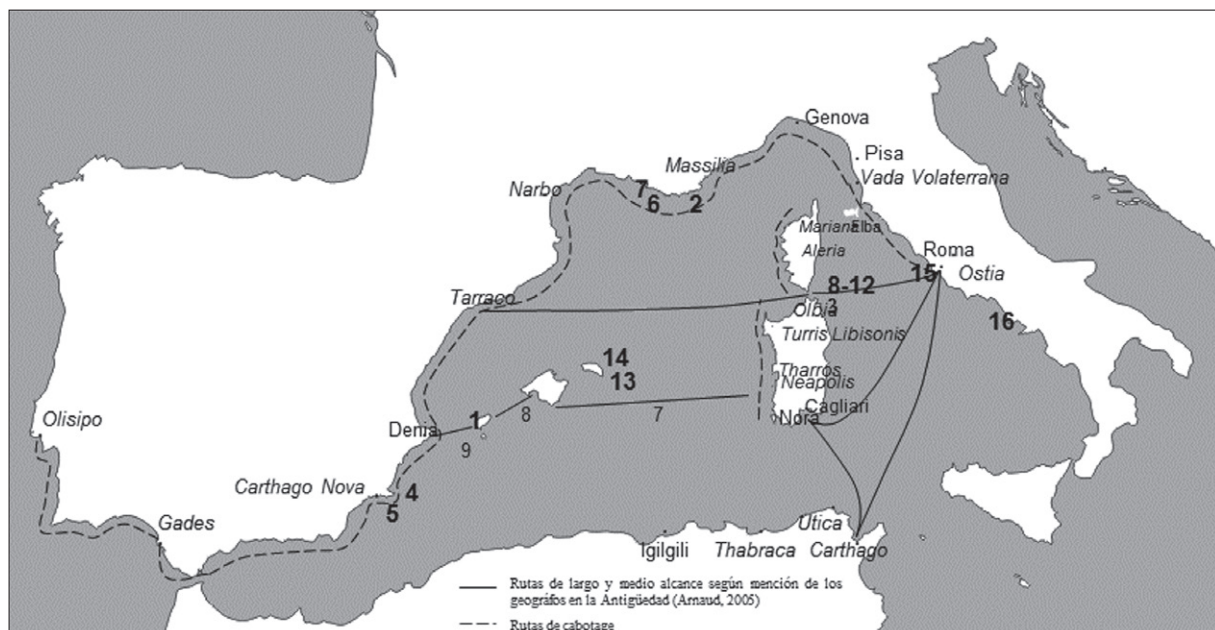 Genova
Pisa
Massilia
Vada Volaterrana
Narbo
7
6
2
Mariana
Elba
Aleria
Roma
15
Ostia
8-12
3
Tarraco
Olbia
16
Turris Libisonis
14
13
Tharros
Neapolis
Cagliari
Nora
Olisipo
Denia
1
8
7
9
Carthago Nova
4
5
Gades
Utica
Igilgili
Thabraca
Carthago
Rutas de largo y medio alcance según mención de los
geográfos en la Antigüedad (Arnaud, 2005)
Rutas de cabotage